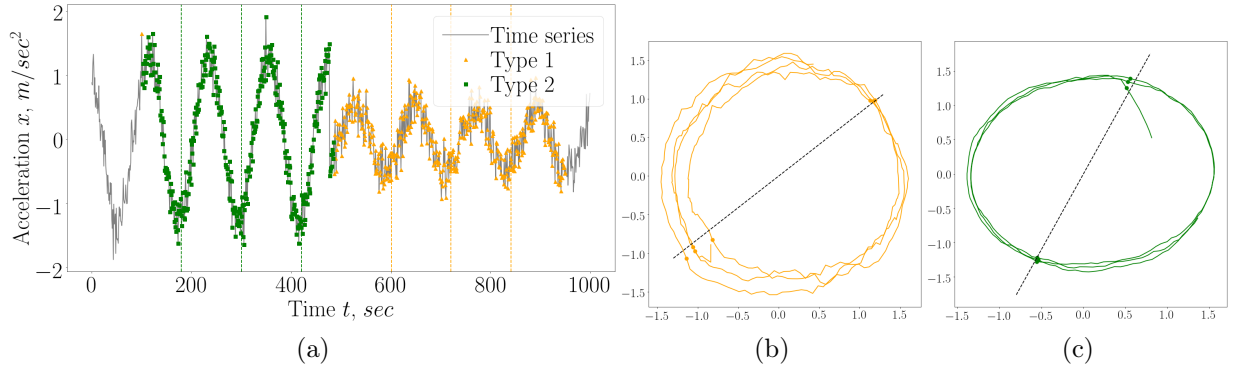 Acceleration x, m/sec²
2
1
0
−1
−2
Time series
Type 1
Type 2
0 200 400 600 800 1000
Time t, sec
(a)
1.5
1.0
0.5
0.0
−0.5
−1.0
−1.5
−1.5 −1.0 −0.5 0.0 0.5 1.0 1.5
(b)
1.5
1.0
0.5
0.0
−0.5
−1.0
−1.5
−1.5 −1.0 −0.5 0.0 0.5 1.0 1.5
(c)